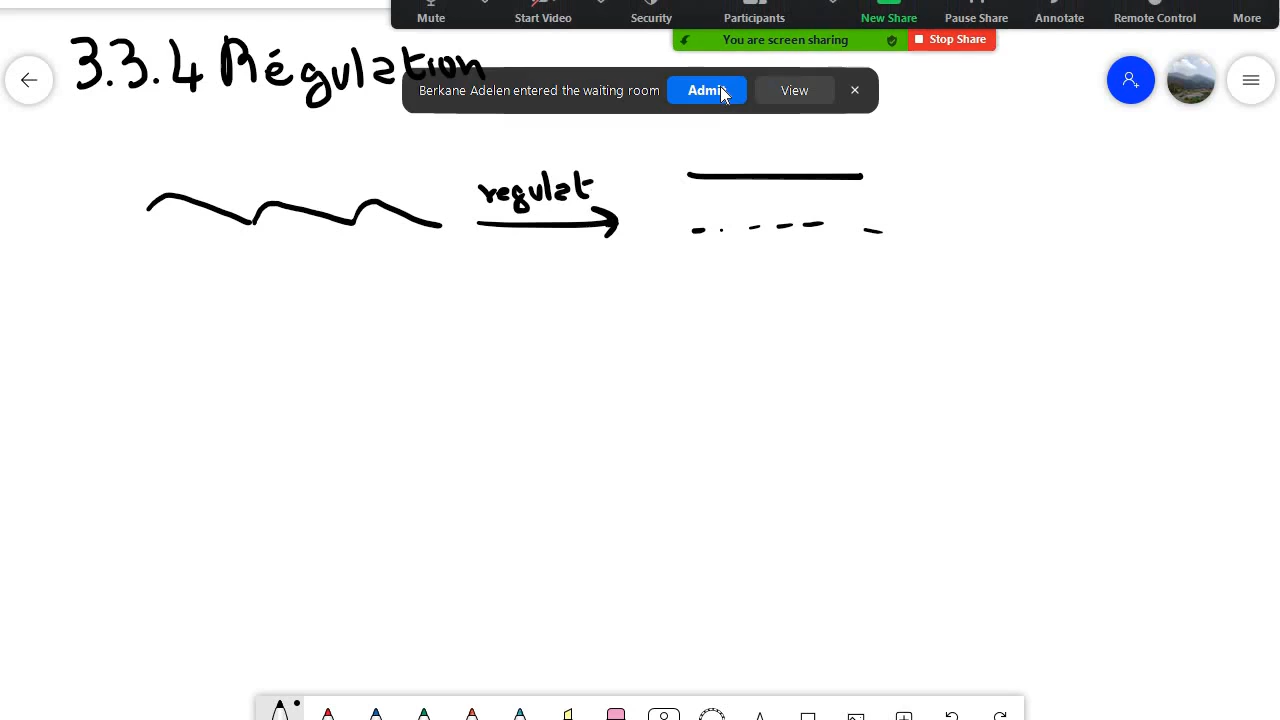 Mute Start Video Security Participants New Share Pause Share Annotate Remote Control More
You are screen sharing Stop Share
3.3.4 Régulation
Berkane Adelen entered the waiting room Admit View
regulat